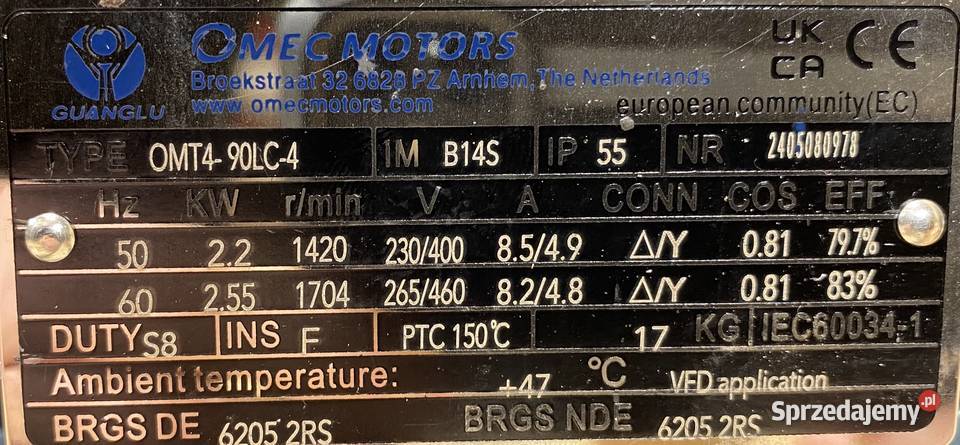 OMEC MOTORS
UK CA CE
Broekstraat 32 6828 PZ Arnhem, The Netherlands
GUANGLU www.omecmotors.com european community(EC)
TYPE OMT4-90LC-4 IM B14S IP 55 NR 2405080978
Hz KW r/min V A CONN COS EFF
50 2.2 1420 230/400 8.5/4.9 Δ/Y 0.81 79.7%
60 2.55 1704 265/460 8.2/4.8 Δ/Y 0.81 83%
DUTY S8 INS F PTC 150℃ 17 KG IEC60034-1
Ambient temperature: +47 °C VFD application
BRGS DE 6205 2RS BRGS NDE 6205 2RS
Sprzedajemy.pl